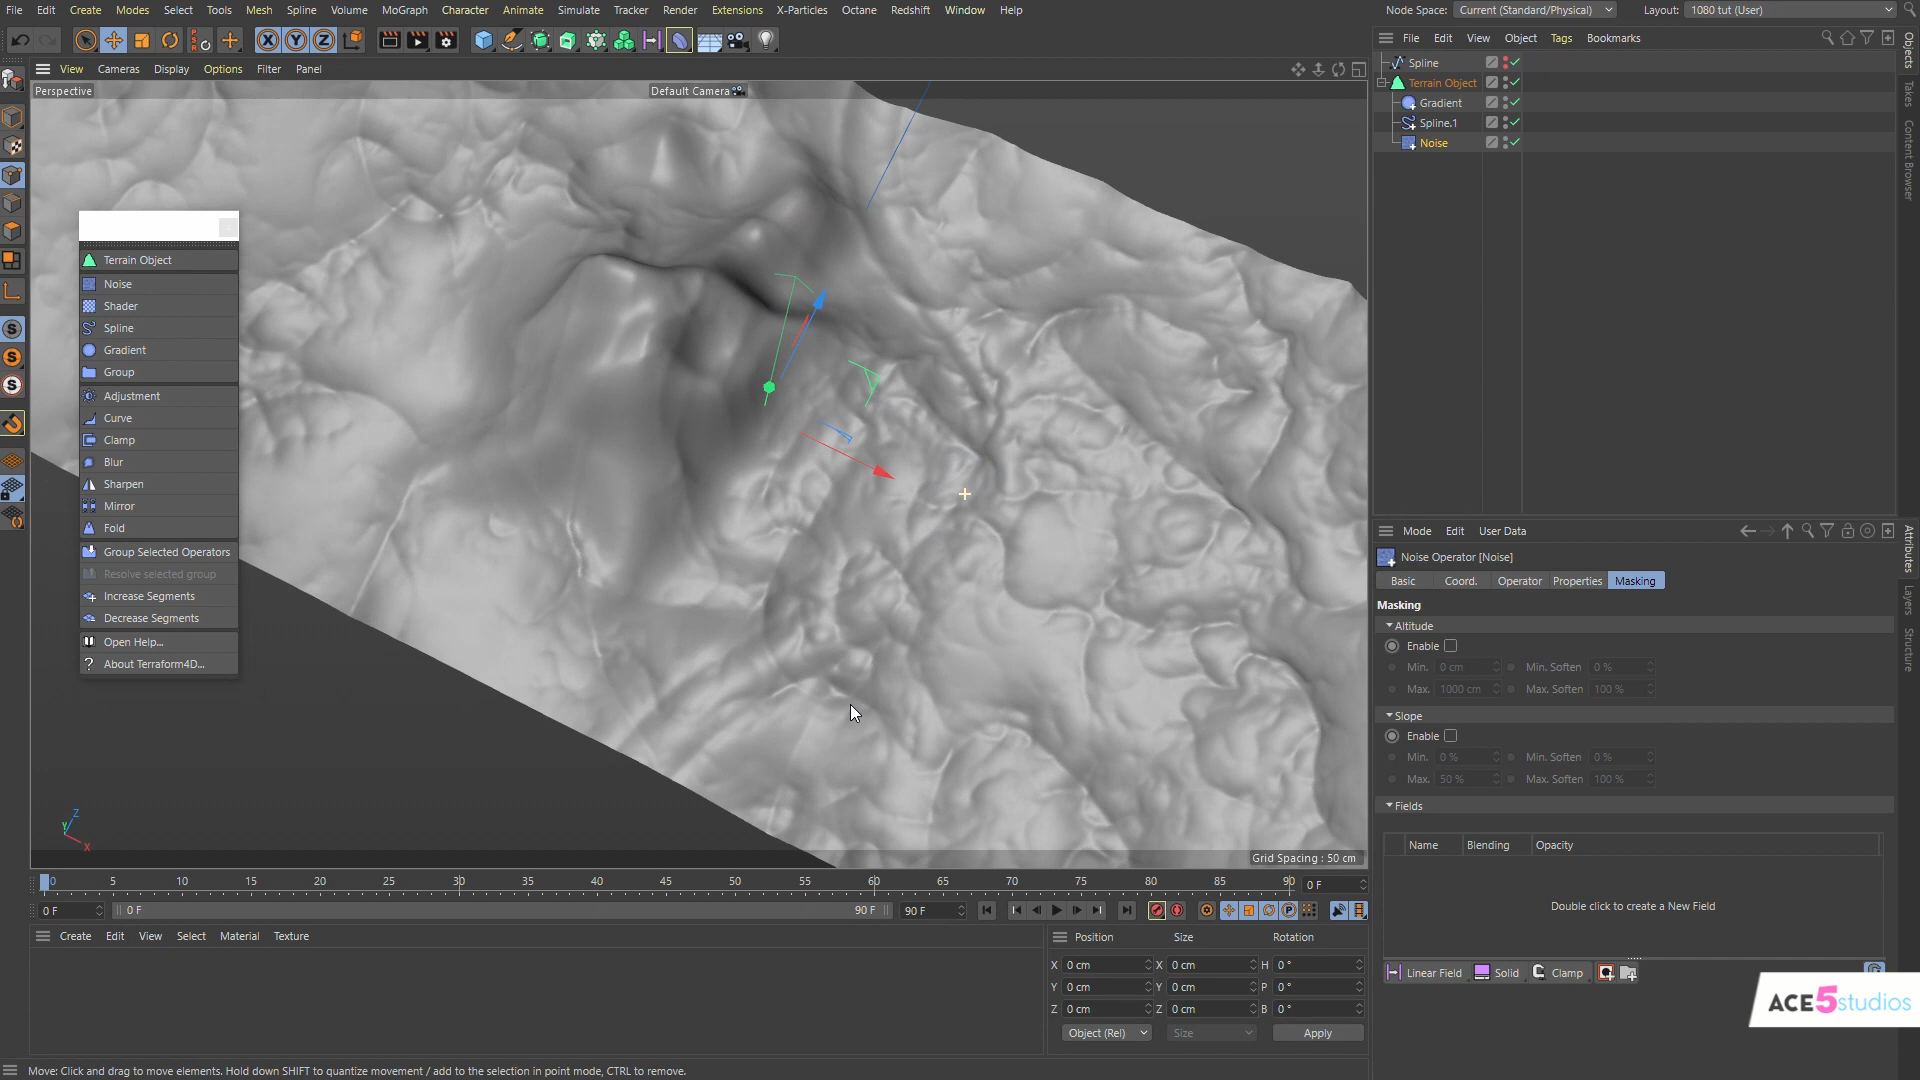 File Edit Create Modes Select Tools Mesh Spline Volume MoGraph Character Animate Simulate Tracker Render Extensions X-Particles Octane Redshift Window Help
Node Space: Current (Standard/Physical) Layout: 1080 tut (User)
X Y Z
View Cameras Display Options Filter Panel
Perspective
Default Camera
Terrain Object
Noise
Shader
Spline
Gradient
Group
Adjustment
Curve
Clamp
Blur
Sharpen
Mirror
Fold
Group Selected Operators
Resolve selected group
Increase Segments
Decrease Segments
Open Help...
? About Terraform4D...
Z
Y
X
Grid Spacing : 50 cm
File Edit View Object Tags Bookmarks
Spline
Terrain Object
Gradient
Spline.1
Noise
Objects
Takes
Content Browser
Mode Edit User Data
Noise Operator [Noise]
Basic Coord. Operator Properties Masking
Masking
Altitude
Enable
Min. 0 cm Min. Soften 0 %
Max. 1000 cm Max. Soften 100 %
Slope
Enable
Min. 0 % Min. Soften 0 %
Max. 50 % Max. Soften 100 %
Fields
Name Blending Opacity
Double click to create a New Field
Linear Field Solid Clamp
Attributes
Layers
Structure
0 5 10 15 20 25 30 35 40 45 50 55 60 65 70 75 80 85 90 0 F
0 F 0 F 90 F 90 F
Create Edit View Select Material Texture
Position Size Rotation
X 0 cm X 0 cm H 0 °
Y 0 cm Y 0 cm P 0 °
Z 0 cm Z 0 cm B 0 °
Object (Rel) Size Apply
ACE5studios
Move: Click and drag to move elements. Hold down SHIFT to quantize movement / add to the selection in point mode, CTRL to remove.